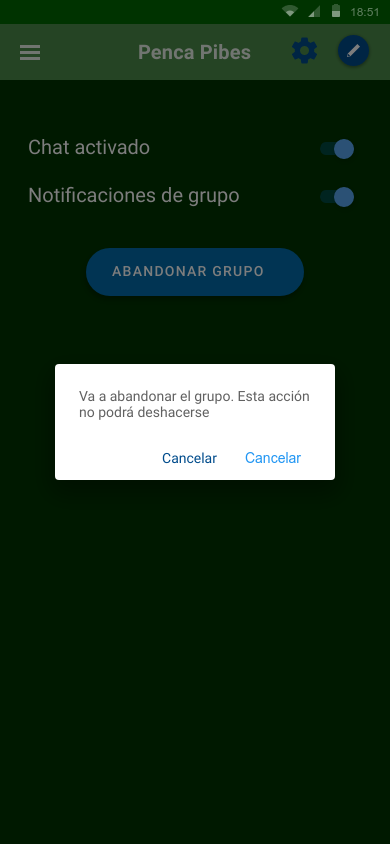 18:51
Penca Pibes
Chat activado
Notificaciones de grupo
ABANDONAR GRUPO
Va a abandonar el grupo. Esta acción
no podrá deshacerse
Cancelar Cancelar